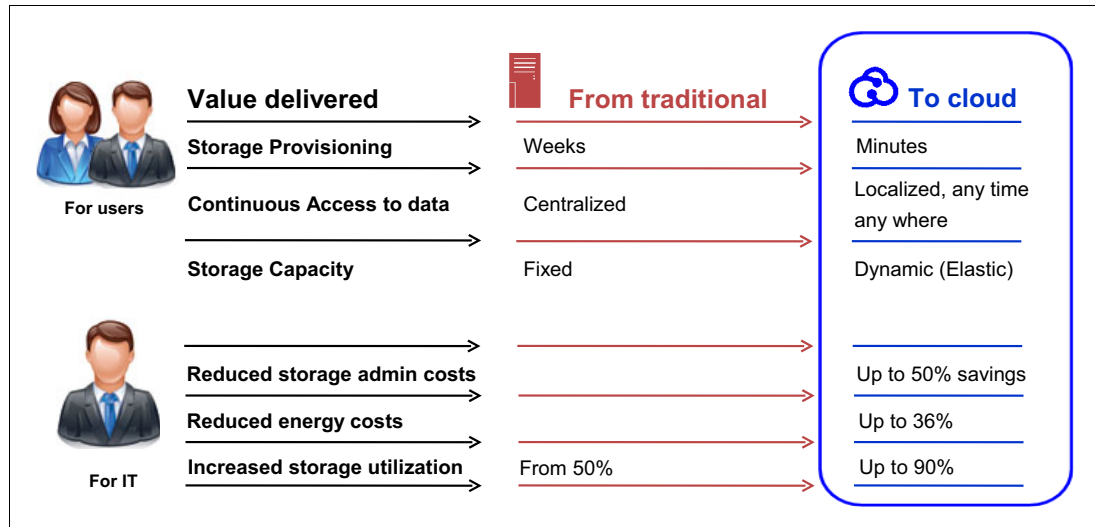 Value delivered
From traditional
To cloud
Storage Provisioning
Weeks
Minutes
For users
Continuous Access to data
Centralized
Localized, any time
any where
Storage Capacity
Fixed
Dynamic (Elastic)
Reduced storage admin costs
Up to 50% savings
Reduced energy costs
Up to 36%
For IT
Increased storage utilization
From 50%
Up to 90%